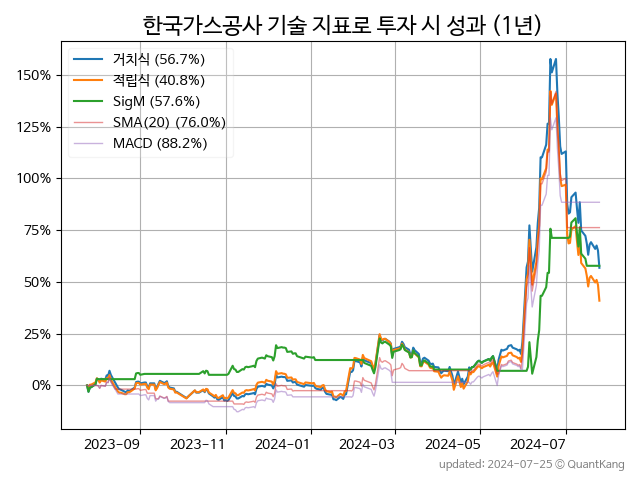 한국가스공사 기술 지표로 투자 시 성과 (1년)
거치식 (56.7%)
적립식 (40.8%)
SigM (57.6%)
SMA(20) (76.0%)
MACD (88.2%)
150%
125%
100%
75%
50%
25%
0%
2023-09 2023-11 2024-01 2024-03 2024-05 2024-07
updated: 2024-07-25 © QuantKang